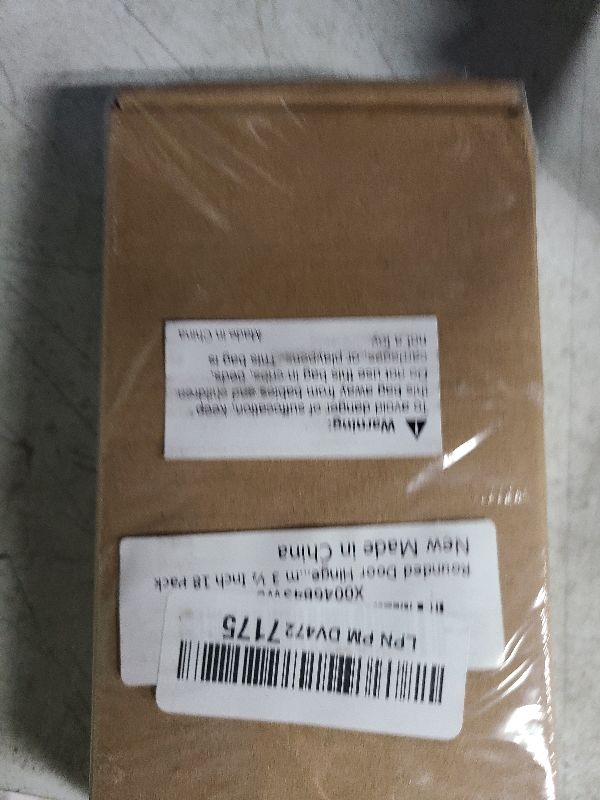 LPN PM DV4727175
Rounded Door Hinge...m 3 ½ Inch 18 pack
New Made in China
Warning:
To avoid danger of suffocation, keep
this bag away from babies and children.
Do not use this bag in cribs, beds,
carriages, or playpens. This bag is
not a toy.
Made in China